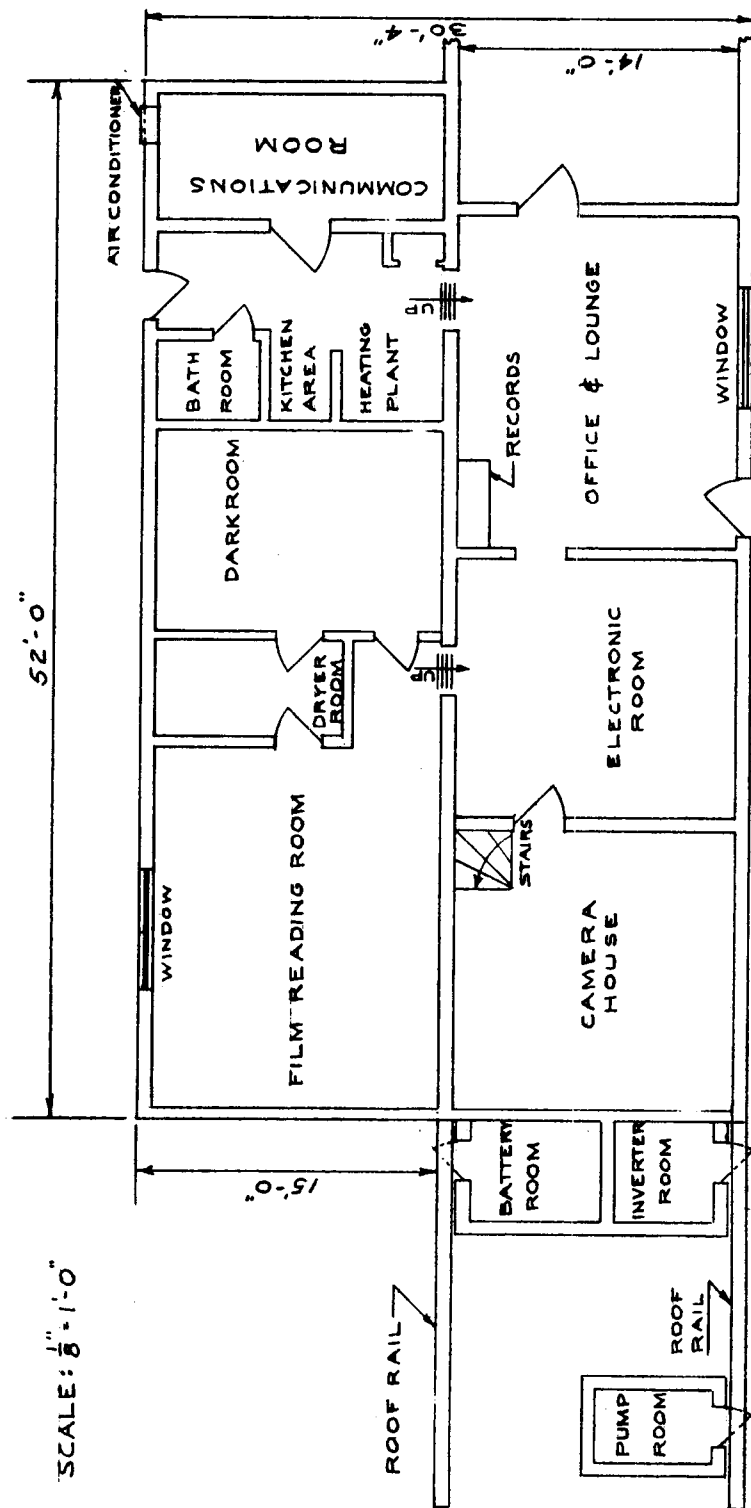 SCALE: 1/8" = 1'-0"
52'-0"
30'-4"
15'-0"
14'-0"
AIR CONDITIONER
COMMUNICATIONS
ROOM
BATH
ROOM
KITCHEN
AREA
HEATING
PLANT
UP
DARKROOM
DRYER
ROOM
UP
WINDOW
FILM READING ROOM
RECORDS
OFFICE & LOUNGE
WINDOW
ELECTRONIC
ROOM
STAIRS
CAMERA
HOUSE
BATTERY
ROOM
INVERTER
ROOM
ROOF RAIL
ROOF
RAIL
PUMP
ROOM